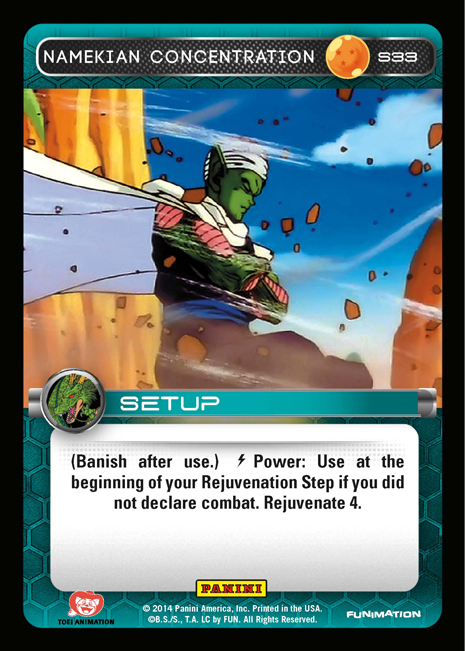 NAMEKIAN CONCENTRATION S33
SETUP
(Banish after use.) Power: Use at the
beginning of your Rejuvenation Step if you did
not declare combat. Rejuvenate 4.
PANINI
© 2014 Panini America, Inc. Printed in the USA.
©B.S./S., T.A. LC by FUN. All Rights Reserved.
TOEI ANIMATION
FUNIMATION